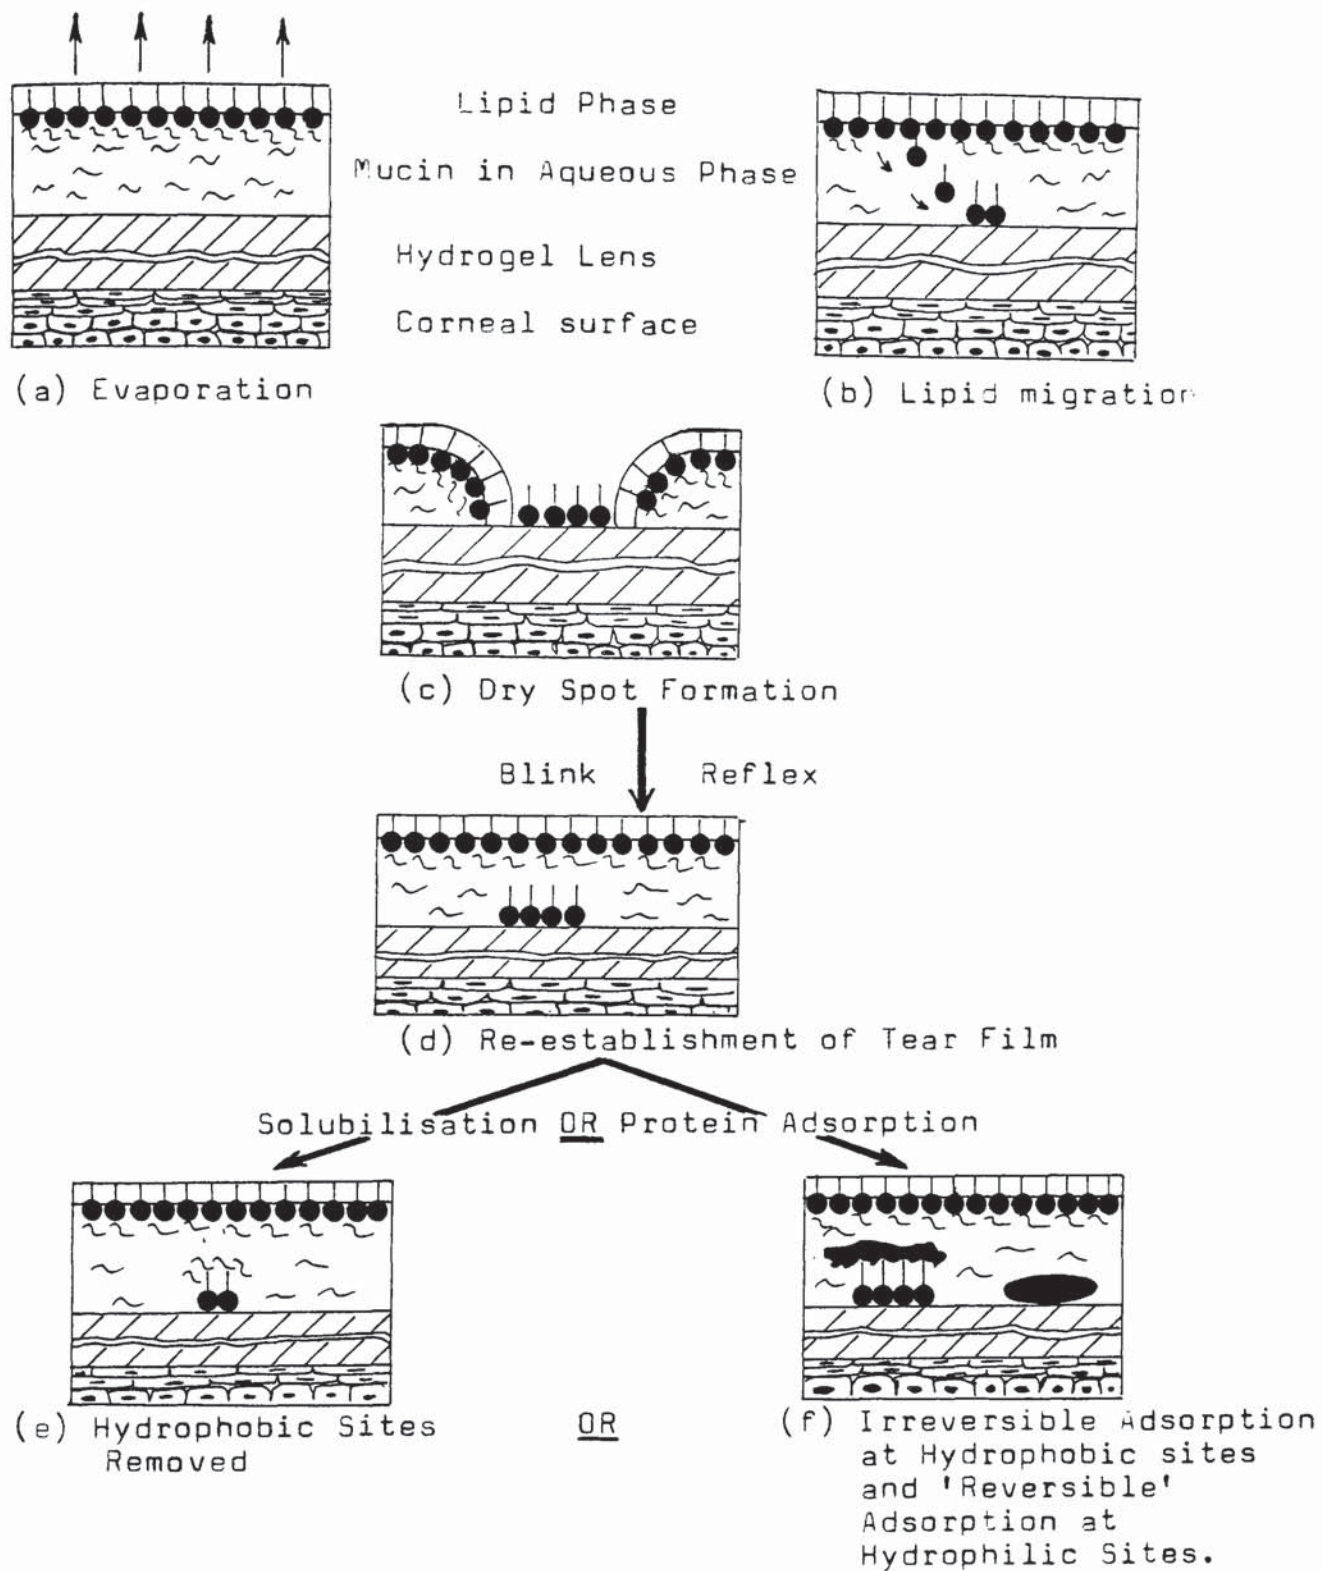 Lipid Phase
Mucin in Aqueous Phase
Hydrogel Lens
Corneal surface
(a) Evaporation
(b) Lipid migration
(c) Dry Spot Formation
Blink Reflex
(d) Re-establishment of Tear Film
Solubilisation OR Protein Adsorption
(e) Hydrophobic Sites
Removed
OR
(f) Irreversible Adsorption
at Hydrophobic sites
and 'Reversible'
Adsorption at
Hydrophilic Sites.